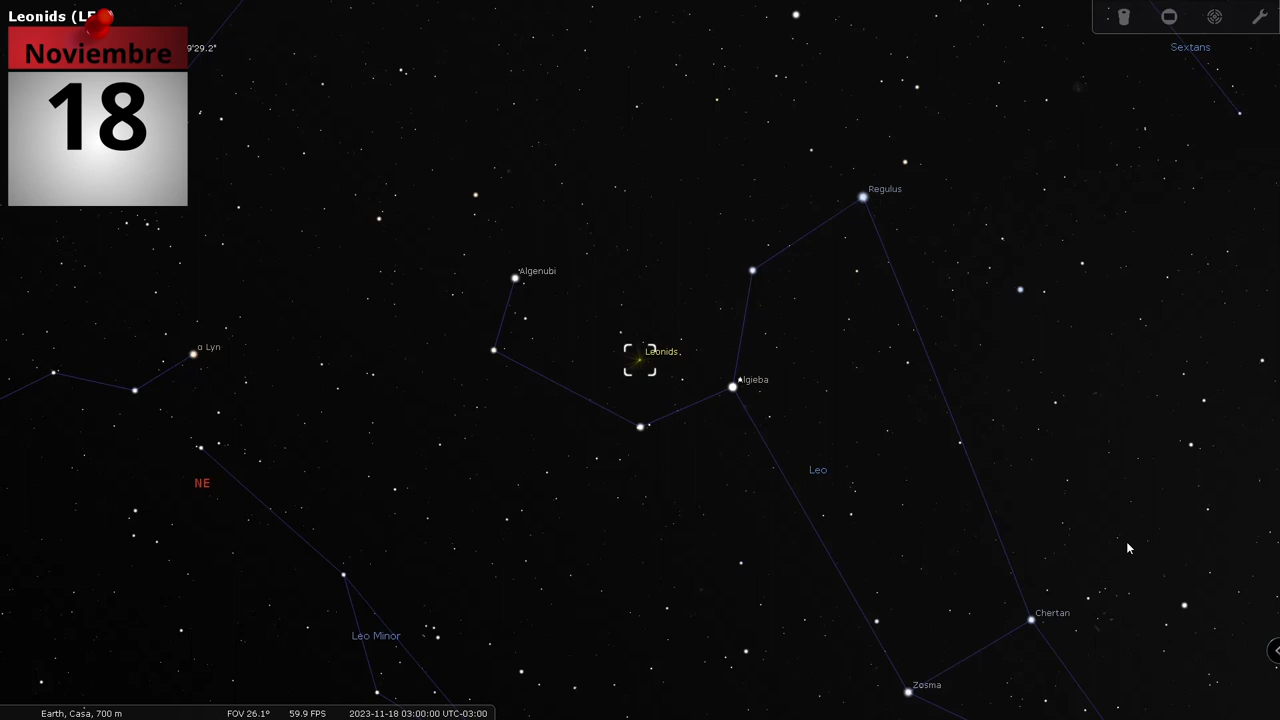 Leonids (LE
Noviembre
9'29.2"
18
Sextans
Regulus
Algenubi
α Lyn
Leonids
Algieba
Leo
NE
Chertan
Leo Minor
Zosma
Earth, Casa, 700 m FOV 26.1° 59.9 FPS 2023-11-18 03:00:00 UTC-03:00